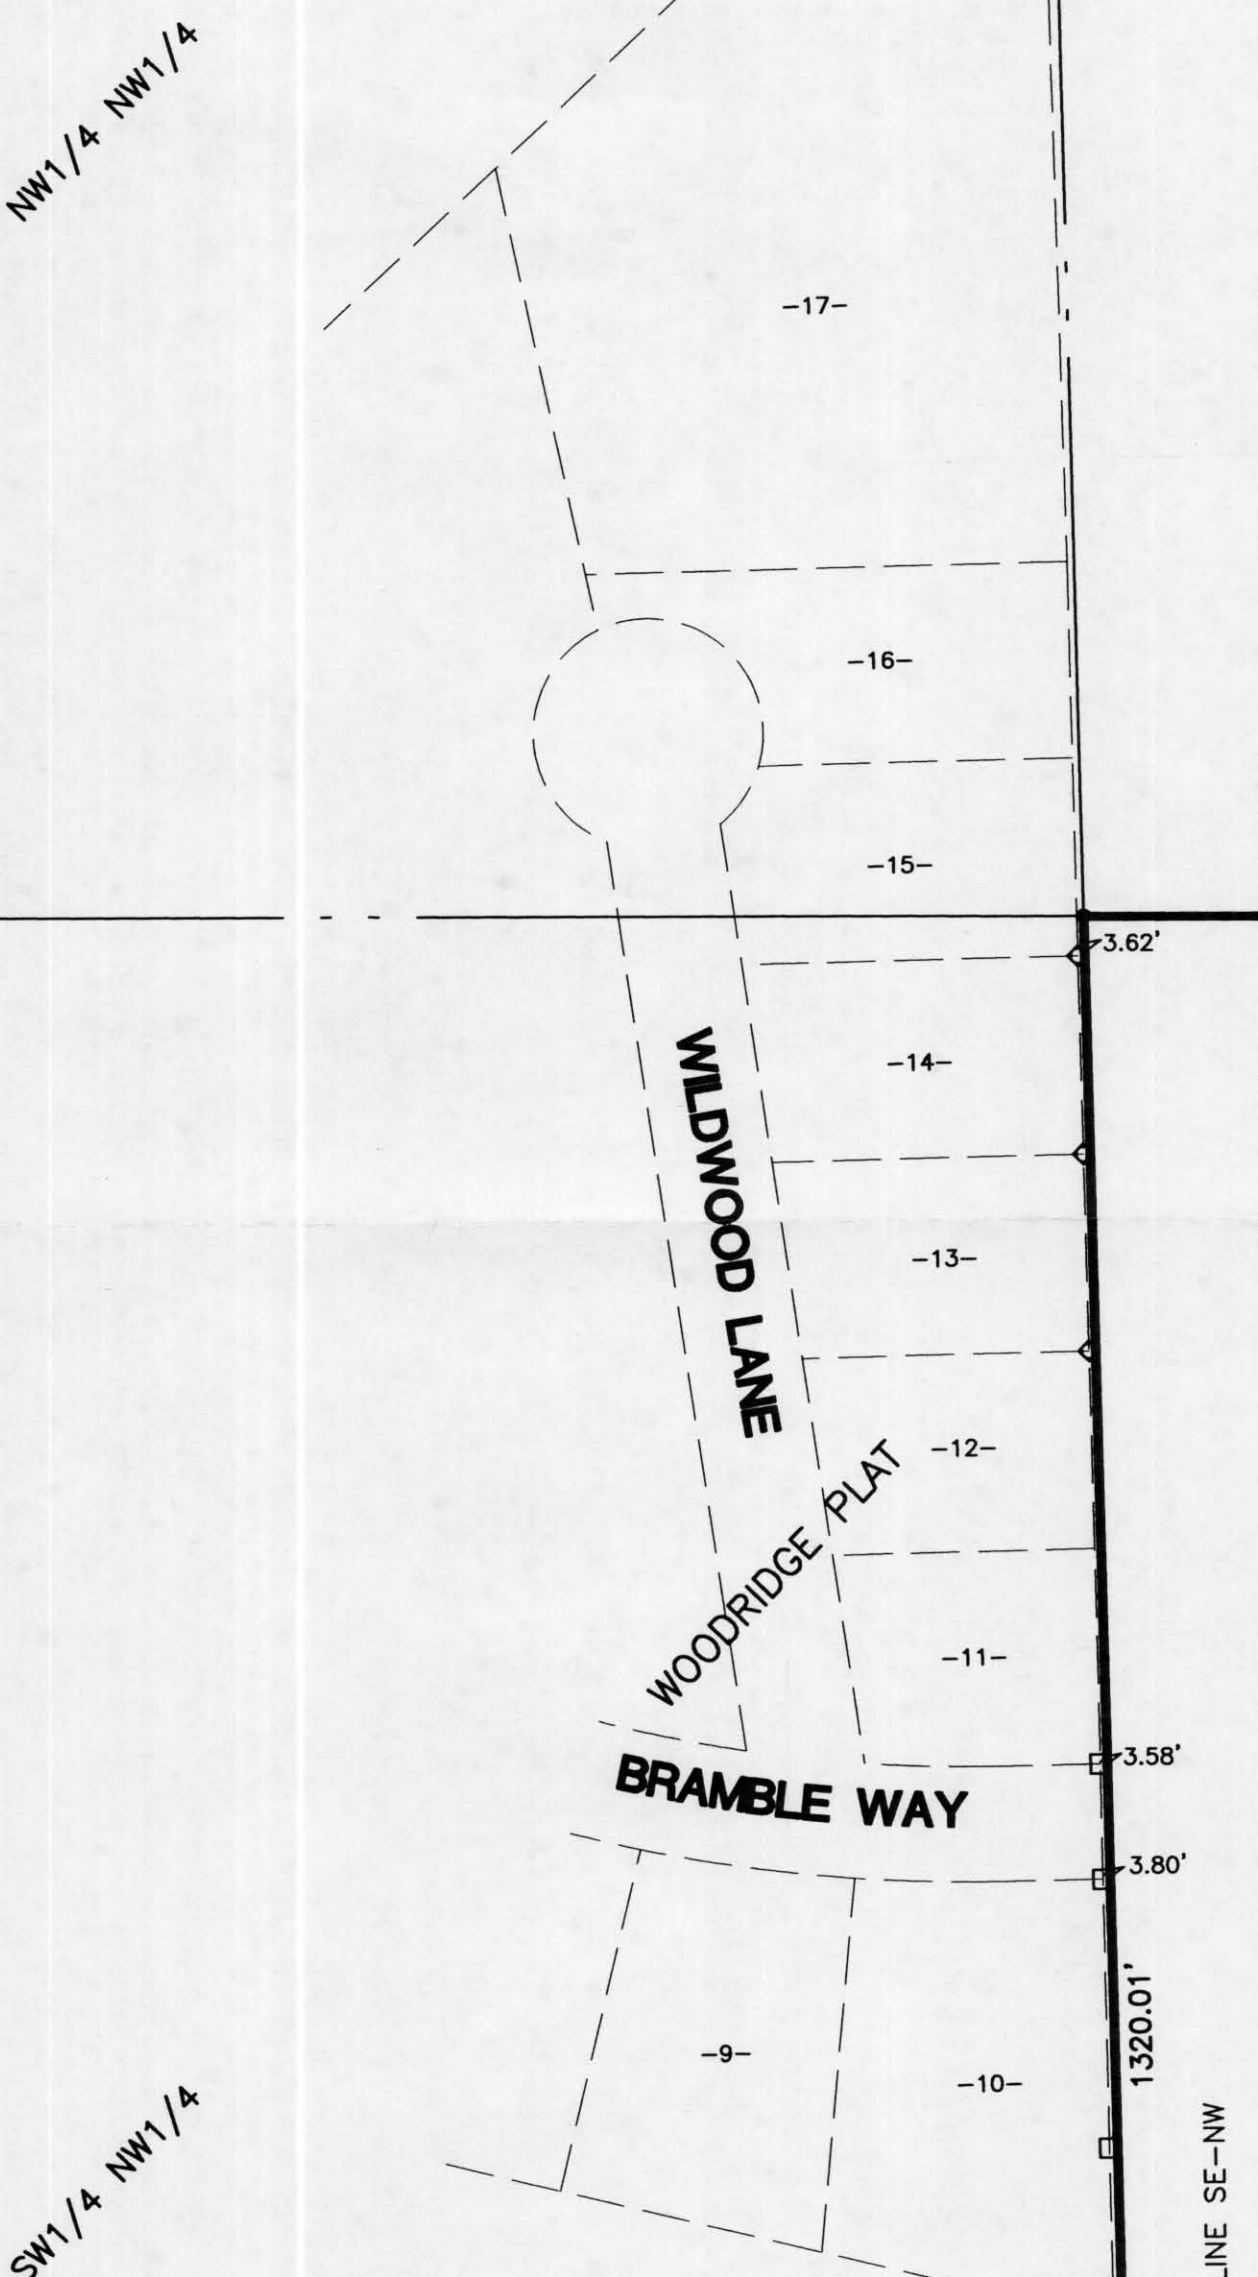 NW1/4 NW1/4
-17-
-16-
-15-
3.62'
-14-
WILDWOOD LANE
-13-
-12-
WOODRIDGE PLAT
-11-
3.58'
BRAMBLE WAY
3.80'
1320.01'
-9-
-10-
SW1/4 NW1/4
LINE SE-NW